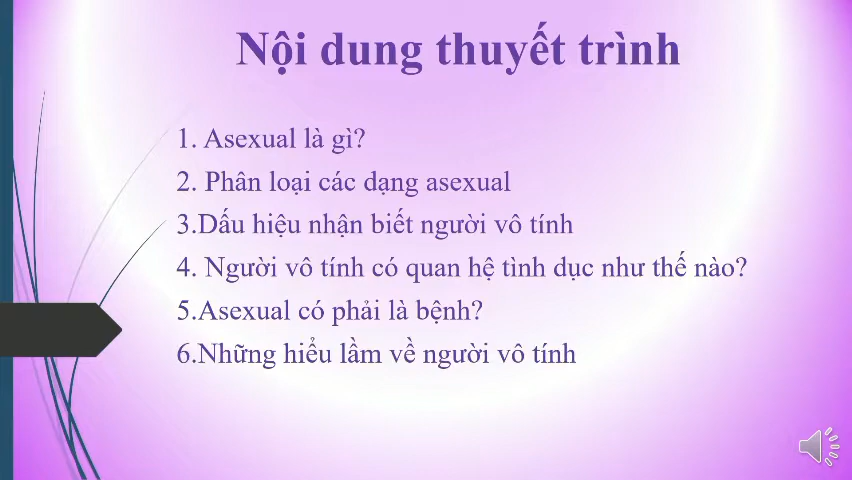 Nội dung thuyết trình
1. Asexual là gì?
2. Phân loại các dạng asexual
3.Dấu hiệu nhận biết người vô tính
4. Người vô tính có quan hệ tình dục như thế nào?
5.Asexual có phải là bệnh?
6.Những hiểu lầm về người vô tính